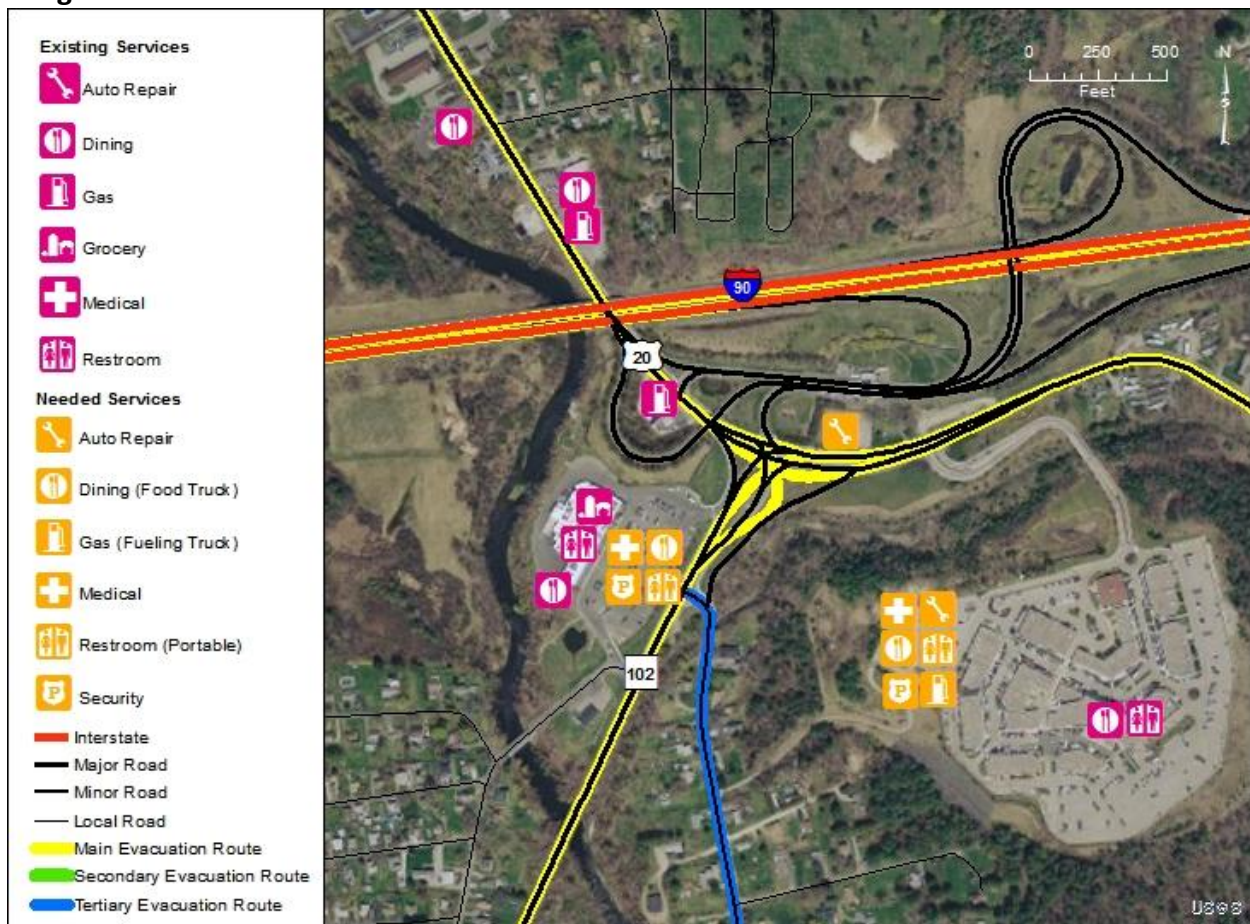 Existing Services
Auto Repair
Dining
Gas
Grocery
Medical
Restroom
Needed Services
Auto Repair
Dining (Food Truck)
Gas (Fueling Truck)
Medical
Restroom (Portable)
P
Security
Interstate
Major Road
Minor Road
Local Road
Main Evacuation Route
Secondary Evacuation Route
Tertiary Evacuation Route
0 250 500
Feet
N
S
90
20
P
102
P
USGS